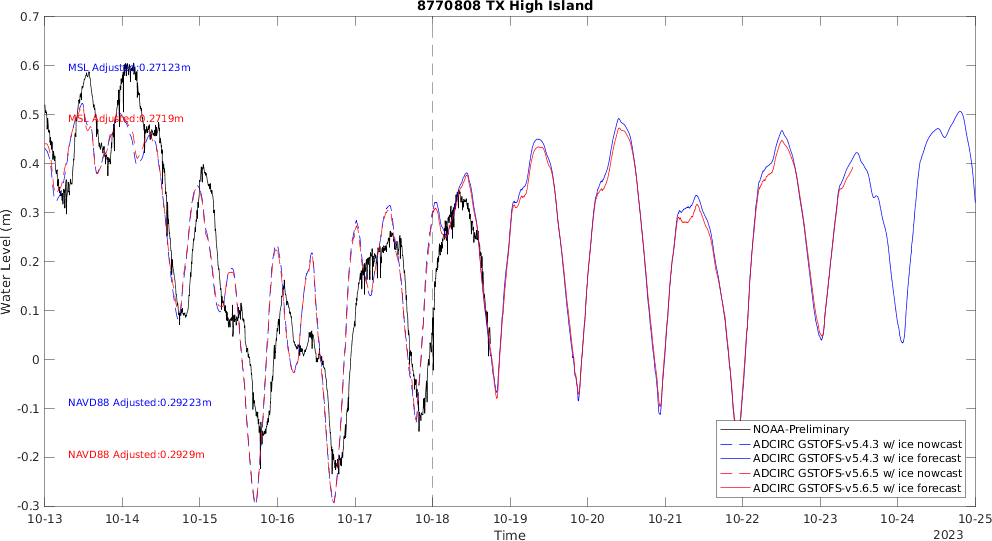 8770808 TX High Island
0.7
0.6
0.5
0.4
0.3
0.2
0.1
0
-0.1
-0.2
-0.3
Water Level (m)
MSL Adjusted:0.27123m
MSL Adjusted:0.2719m
NAVD88 Adjusted:0.29223m
NAVD88 Adjusted:0.2929m
NOAA-Preliminary
ADCIRC GSTOFS-v5.4.3 w/ ice nowcast
ADCIRC GSTOFS-v5.4.3 w/ ice forecast
ADCIRC GSTOFS-v5.6.5 w/ ice nowcast
ADCIRC GSTOFS-v5.6.5 w/ ice forecast
10-13 10-14 10-15 10-16 10-17 10-18 10-19 10-20 10-21 10-22 10-23 10-24 10-25
Time
2023